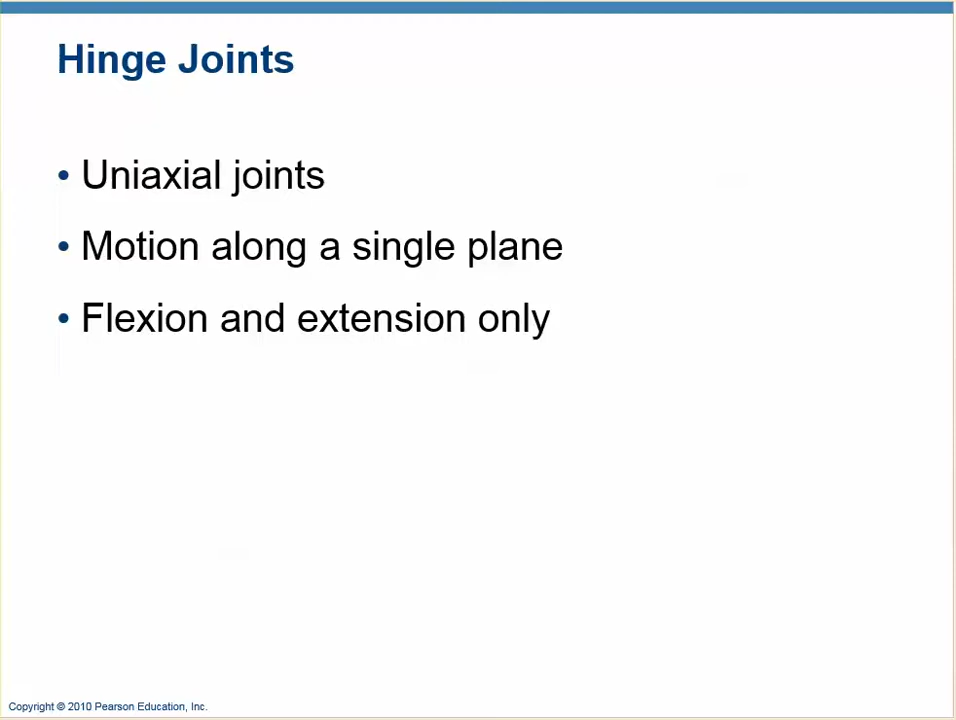 Hinge Joints
• Uniaxial joints
• Motion along a single plane
• Flexion and extension only
Copyright © 2010 Pearson Education, Inc.